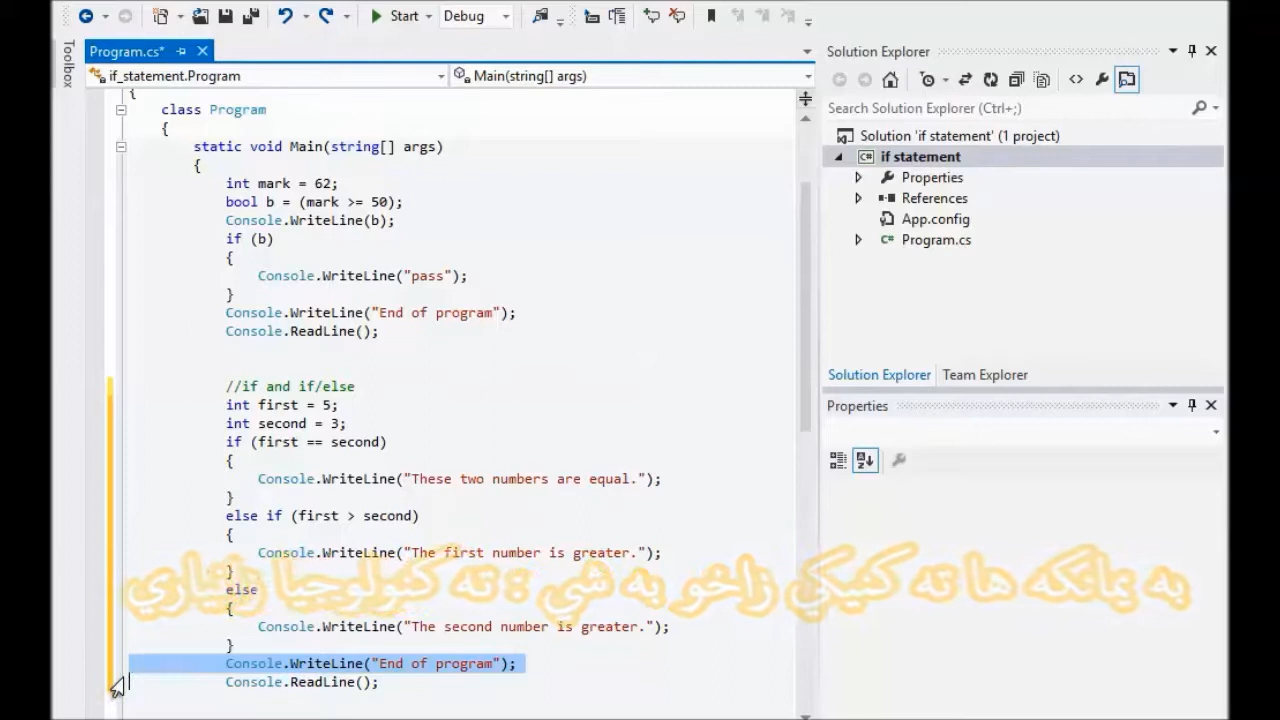 Start
Debug
Toolbox
Program.cs*
if_statement.Program
Main(string[] args)
{
class Program
{
static void Main(string[] args)
{
int mark = 62;
bool b = (mark >= 50);
Console.WriteLine(b);
if (b)
{
Console.WriteLine("pass");
}
Console.WriteLine("End of program");
Console.ReadLine();
//if and if/else
int first = 5;
int second = 3;
if (first == second)
{
Console.WriteLine("These two numbers are equal.");
}
else if (first > second)
{
Console.WriteLine("The first number is greater.");
}
else
{
Console.WriteLine("The second number is greater.");
}
Console.WriteLine("End of program");
Console.ReadLine();
Solution Explorer
Search Solution Explorer (Ctrl+;)
Solution 'if statement' (1 project)
if statement
Properties
References
App.config
Program.cs
Solution Explorer
Team Explorer
Properties